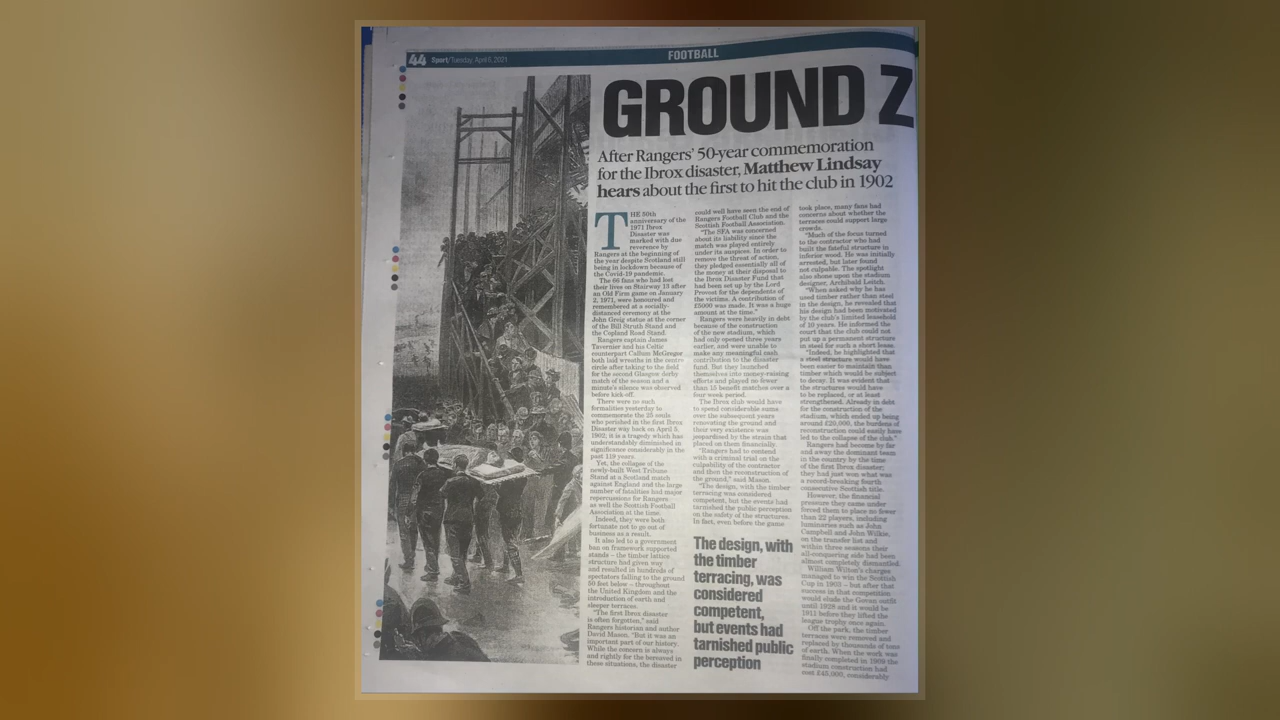 44 Sport/Tuesday, April 6, 2021
FOOTBALL
GROUND Z
After Rangers' 50-year commemoration
for the Ibrox disaster, Matthew Lindsay
hears about the first to hit the club in 1902
THE 50th
anniversary of the
1971 Ibrox
Disaster was
marked with due
reverence by
Rangers at the beginning of
the year despite Scotland still
being in lockdown because of
the Covid-19 pandemic.
The 66 fans who had lost
their lives on Stairway 13 after
an Old Firm game on January
2, 1971, were honoured and
remembered at a socially-
distanced ceremony at the
John Greig statue at the corner
of the Bill Struth Stand and
the Copland Road Stand.
Rangers captain James
Tavernier and his Celtic
counterpart Callum McGregor
both laid wreaths in the centre
circle after taking to the field
for the second Glasgow derby
match of the season and a
minute's silence was observed
before kick-off.
There were no such
formalities yesterday to
commemorate the 25 souls
who perished in the first Ibrox
Disaster way back on April 5,
1902, it is a tragedy which has
understandably diminished in
significance considerably in the
past 119 years.
Yet, the collapse of the
newly-built West Tribune
Stand at a Scotland match
against England and the large
number of fatalities had major
repercussions for Rangers
as well the Scottish Football
Association at the time.
Indeed, they were both
fortunate not to go out of
business as a result.
It also led to a government
ban on framework supported
stands – the timber lattice
structure had given way
and resulted in hundreds of
spectators falling to the ground
50 feet below – throughout
the United Kingdom and the
introduction of earth and
sleeper terraces.
"The first Ibrox disaster
is often forgotten," said
Rangers historian and author
David Mason. "But it was an
important part of our history.
While the concern is always
and rightly for the bereaved in
these situations, the disaster
could well have seen the end of
Rangers Football Club and the
Scottish Football Association.
"The SFA was concerned
about its liability since the
match was played entirely
under its auspices. In order to
remove the threat of action,
they pledged essentially all of
the money at their disposal to
the Ibrox Disaster Fund that
had been set up by the Lord
Provost for the dependents of
the victims. A contribution of
£5000 was made. It was a huge
amount at the time."
Rangers were heavily in debt
because of the construction
of the new stadium, which
had only opened three years
earlier, and were unable to
make any meaningful cash
contribution to the disaster
fund. But they launched
themselves into money-raising
efforts and played no fewer
than 15 benefit matches over a
four week period.
The Ibrox club would have
to spend considerable sums
over the subsequent years
renovating the ground and
their very existence was
jeopardised by the strain that
placed on them financially.
"Rangers had to contend
with a criminal trial on the
culpability of the contractor
and then the reconstruction of
the ground," said Mason.
"The design, with the timber
terracing was considered
competent, but the events had
tarnished the public perception
on the safety of the structures.
In fact, even before the game
The design, with
the timber
terracing, was
considered
competent,
but events had
tarnished public
perception
took place, many fans had
concerns about whether the
terraces could support large
crowds.
"Much of the focus turned
to the contractor who had
built the fateful structure in
inferior wood. He was initially
arrested, but later found
not culpable. The spotlight
also shone upon the stadium
designer, Archibald Leitch.
"When asked why he has
used timber rather than steel
in the design, he revealed that
his design had been motivated
by the club's limited leasehold
of 10 years. He informed the
court that the club could not
put up a permanent structure
in steel for such a short lease.
"Indeed, he highlighted that
a steel structure would have
been easier to maintain than
timber which would be subject
to decay. It was evident that
the structures would have
to be replaced, or at least
strengthened. Already in debt
for the construction of the
stadium, which ended up being
around £20,000, the burdens of
reconstruction could easily have
led to the collapse of the club."
Rangers had become by far
and away the dominant team
in the country by the time
of the first Ibrox disaster;
they had just won what was
a record-breaking fourth
consecutive Scottish title.
However, the financial
pressure they came under
forced them to place no fewer
than 22 players, including
luminaries such as John
Campbell and John Wilkie,
on the transfer list and
within three seasons their
all-conquering side had been
almost completely dismantled.
William Wilton's charges
managed to win the Scottish
Cup in 1903 – but after that
success in that competition
would elude the Govan outfit
until 1928 and it would be
1911 before they lifted the
league trophy once again.
Off the park, the timber
terraces were removed and
replaced by thousands of tons
of earth. When the work was
finally completed in 1909 the
stadium construction had
cost £45,000, considerably